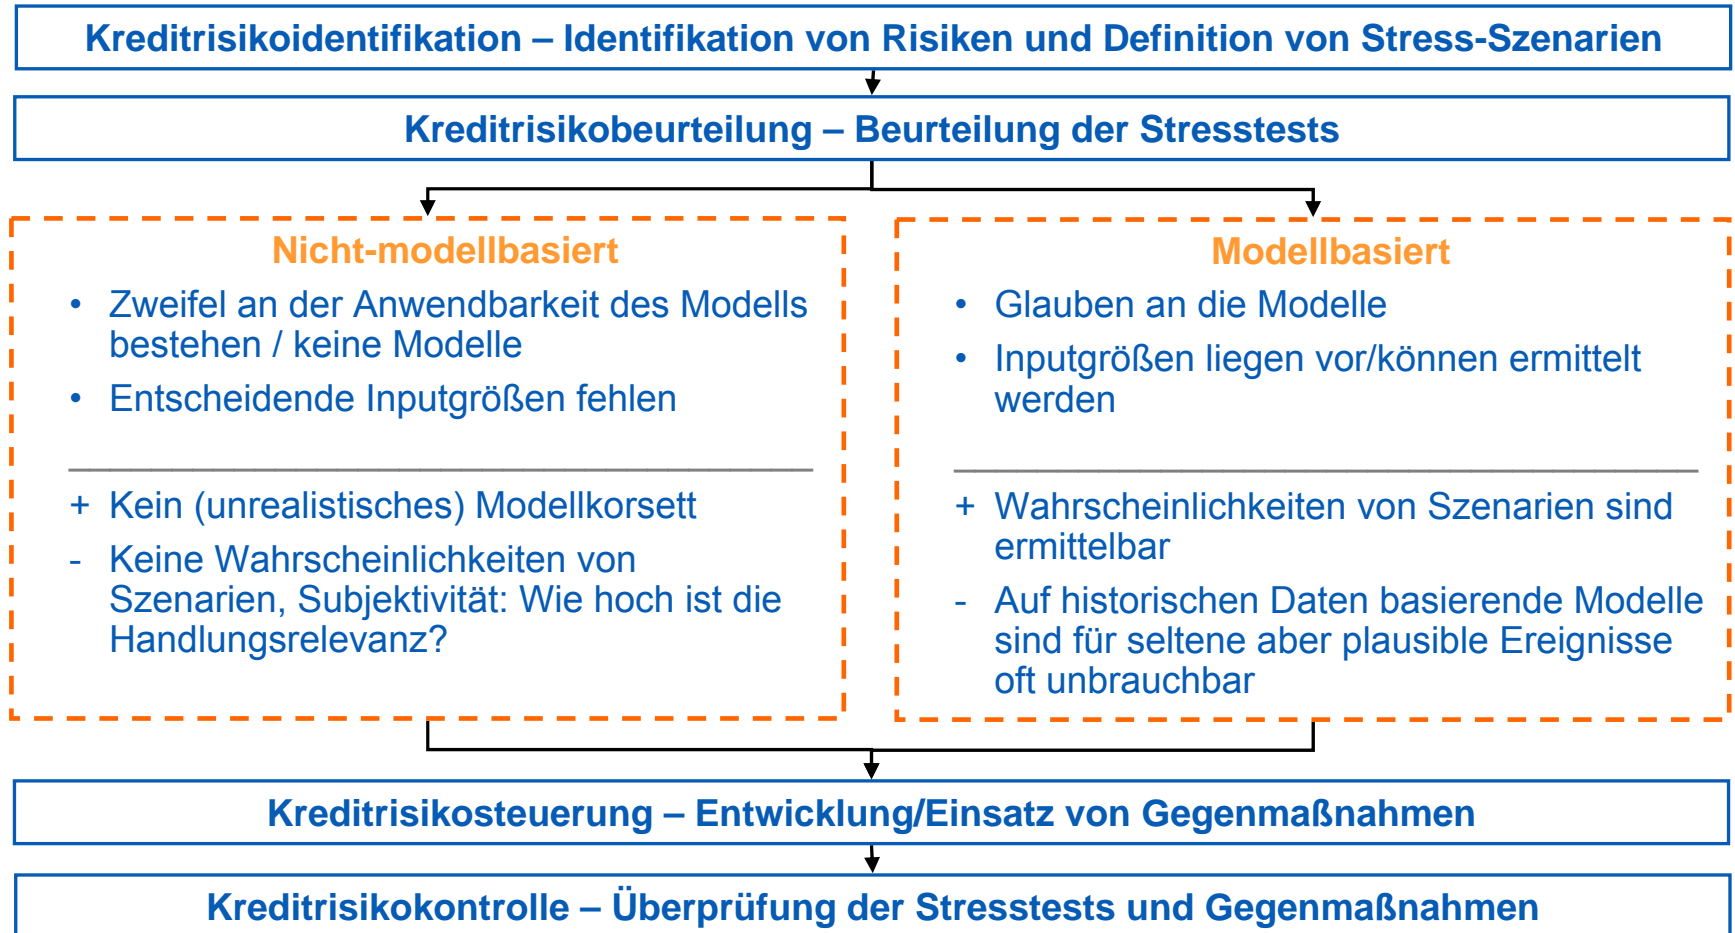 Kreditrisikoidentifikation – Identifikation von Risiken und Definition von Stress-Szenarien
Kreditrisikobeurteilung – Beurteilung der Stresstests
Nicht-modellbasiert
• Zweifel an der Anwendbarkeit des Modells
bestehen / keine Modelle
• Entscheidende Inputgrößen fehlen
+ Kein (unrealistisches) Modellkorsett
- Keine Wahrscheinlichkeiten von
Szenarien, Subjektivität: Wie hoch ist die
Handlungsrelevanz?
Modellbasiert
• Glauben an die Modelle
• Inputgrößen liegen vor/können ermittelt
werden
+ Wahrscheinlichkeiten von Szenarien sind
ermittelbar
- Auf historischen Daten basierende Modelle
sind für seltene aber plausible Ereignisse
oft unbrauchbar
Kreditrisikosteuerung – Entwicklung/Einsatz von Gegenmaßnahmen
Kreditrisikokontrolle – Überprüfung der Stresstests und Gegenmaßnahmen